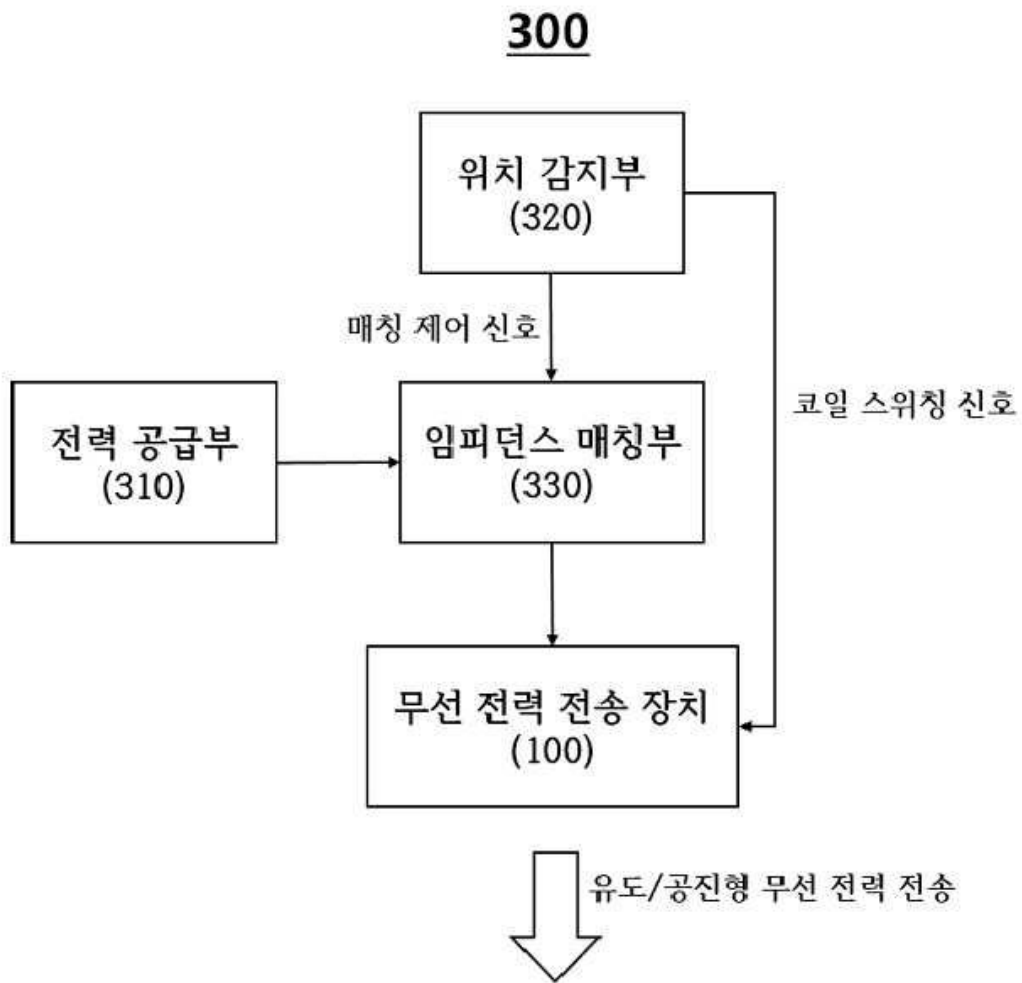 300
위치 감지부
(320)
매칭 제어 신호
코일 스위칭 신호
전력 공급부
(310)
임피던스 매칭부
(330)
무선 전력 전송 장치
(100)
유도/공진형 무선 전력 전송